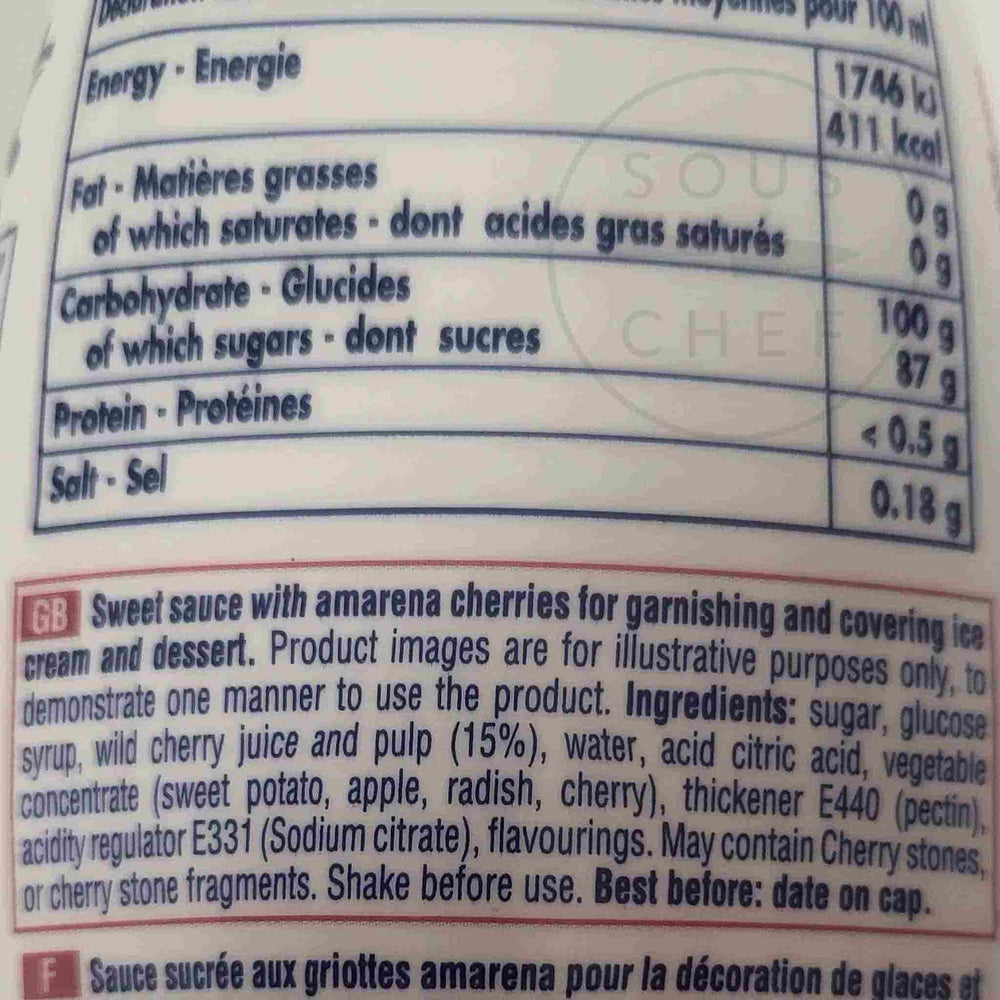 pour 100 ml
Energy - Energie
1746 kJ
411 kcal
Fat - Matières grasses
0 g
of which saturates - dont acides gras saturés
0 g
Carbohydrate - Glucides
100 g
of which sugars - dont sucres
87 g
Protein - Protéines
< 0.5 g
Salt - Sel
0.18 g
SOUS
CHEF
GB Sweet sauce with amarena cherries for garnishing and covering ice
cream and dessert. Product images are for illustrative purposes only, to
demonstrate one manner to use the product. Ingredients: sugar, glucose
syrup, wild cherry juice and pulp (15%), water, acid citric acid, vegetable
concentrate (sweet potato, apple, radish, cherry), thickener E440 (pectin),
acidity regulator E331 (Sodium citrate), flavourings. May contain Cherry stones,
or cherry stone fragments. Shake before use. Best before: date on cap.
F Sauce sucrée aux griottes amarena pour la décoration de glaces et